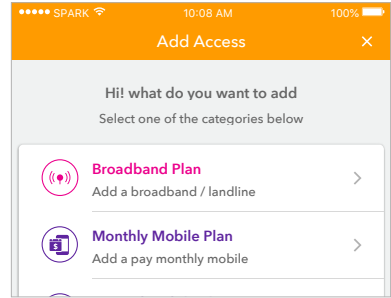 SPARK 10:08 AM 100%
Add Access
Hi! what do you want to add
Select one of the categories below
Broadband Plan
Add a broadband / landline
Monthly Mobile Plan
Add a pay monthly mobile